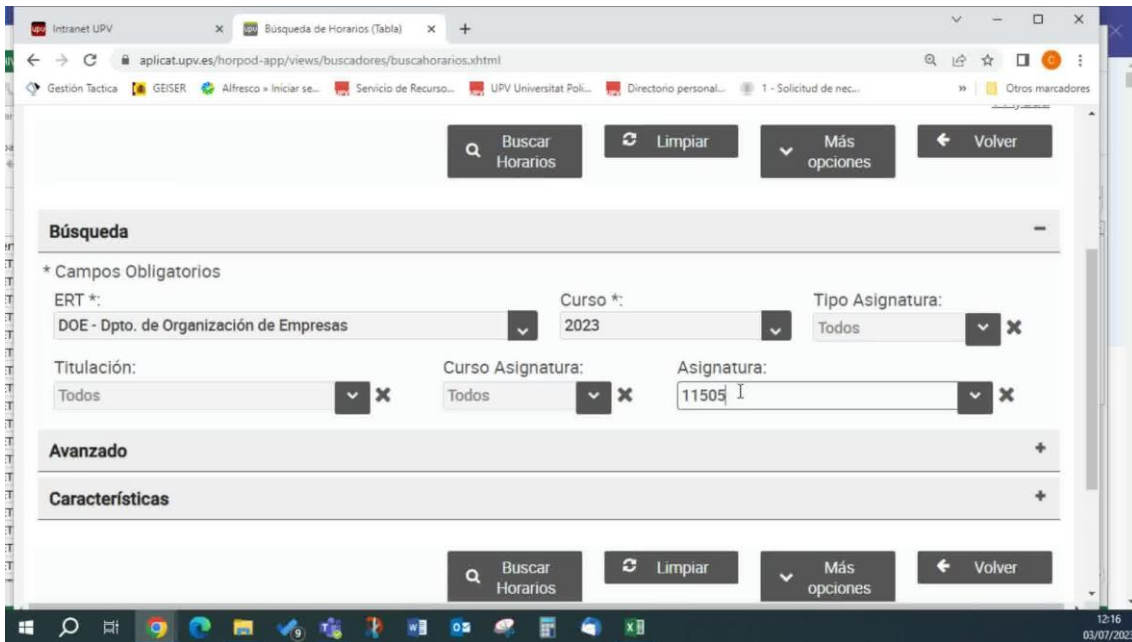 Intranet UPV
Búsqueda de Horarios (Tabla)
aplicat.upv.es/horpod-app/views/buscadores/buscahorarios.xhtml
Gestión Tactica GEISER Alfresco » Iniciar se... Servicio de Recurso... UPV Universitat Poli... Directorio personal... 1 - Solicitud de nec... » Otros marcadores
Buscar Horarios Limpiar Más opciones Volver
Búsqueda
* Campos Obligatorios
ERT *: Curso *: Tipo Asignatura:
DOE - Dpto. de Organización de Empresas 2023 Todos
Titulación: Curso Asignatura: Asignatura:
Todos Todos 11505
Avanzado
Características
Buscar Horarios Limpiar Más opciones Volver
12:16